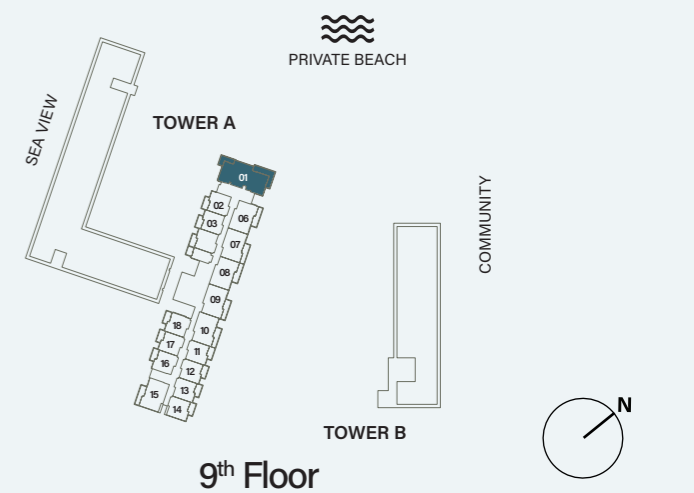 PRIVATE BEACH
SEA VIEW
TOWER A
01
02
03
06
07
08
09
18
10
17
11
16
12
15
13
14
COMMUNITY
TOWER B
N
9th Floor